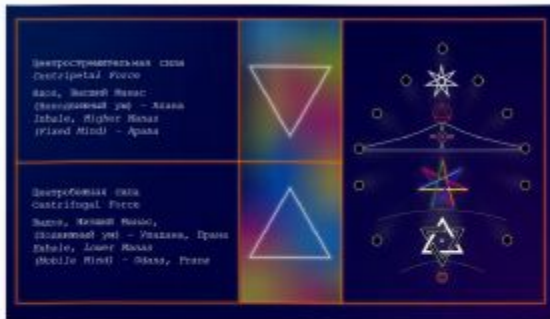 Центростремительная сила
Centripetal Force
Вдох, Высший Манас
(Неподвижный ум) – Апана
Inhale, Higher Manas
(Fixed Mind) – Apana
Центробежная сила
Centrifugal Force
Выдох, Низший Манас,
(Подвижный ум) – Удана, Прана
Exhale, Lower Manas
(Mobile Mind) – Udana, Prana